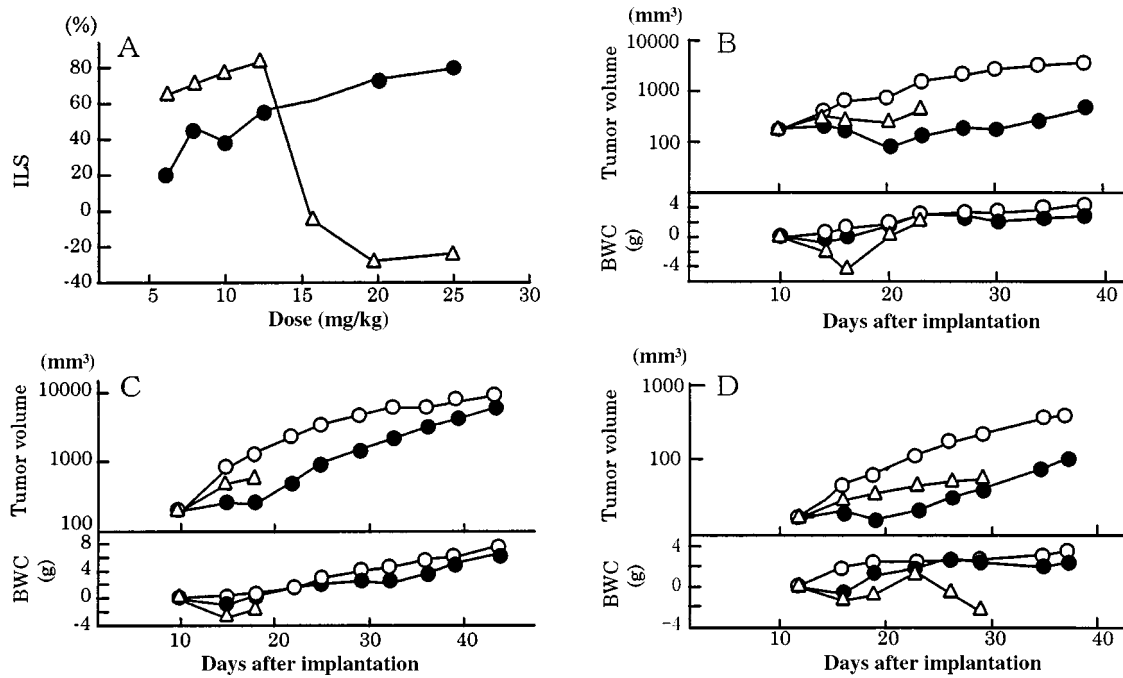 (%)
A
80
60
40
20
0
-20
-40
ILS
5
10
15
20
25
30
Dose (mg/kg)
(mm³)
B
10000
1000
100
Tumor volume
4
0
-4
BWC
(g)
10
20
30
40
Days after implantation
(mm³)
C
10000
1000
100
Tumor volume
8
4
0
-4
BWC
(g)
10
20
30
40
Days after implantation
D
1000
100
Tumor volume
4
0
-4
BWC
(g)
10
20
30
40
Days after implantation